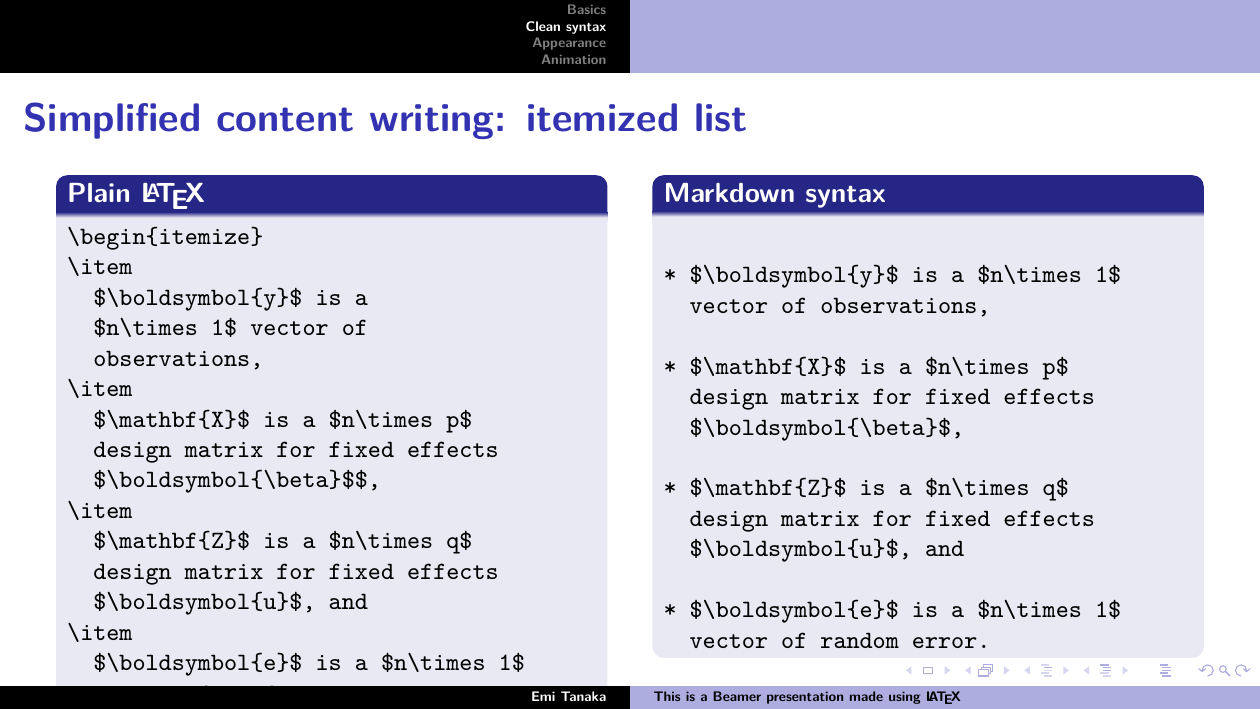 Basics
Clean syntax
Appearance
Animation
Simplified content writing: itemized list
Plain LATEX
\begin{itemize}
\item
$\boldsymbol{y}$ is a
$n\times 1$ vector of
observations,
\item
$\mathbf{X}$ is a $n\times p$
design matrix for fixed effects
$\boldsymbol{\beta}$$,
\item
$\mathbf{Z}$ is a $n\times q$
design matrix for fixed effects
$\boldsymbol{u}$, and
\item
$\boldsymbol{e}$ is a $n\times 1$
Markdown syntax
* $\boldsymbol{y}$ is a $n\times 1$
vector of observations,
* $\mathbf{X}$ is a $n\times p$
design matrix for fixed effects
$\boldsymbol{\beta}$,
* $\mathbf{Z}$ is a $n\times q$
design matrix for fixed effects
$\boldsymbol{u}$, and
* $\boldsymbol{e}$ is a $n\times 1$
vector of random error.
Emi Tanaka
This is a Beamer presentation made using LATEX